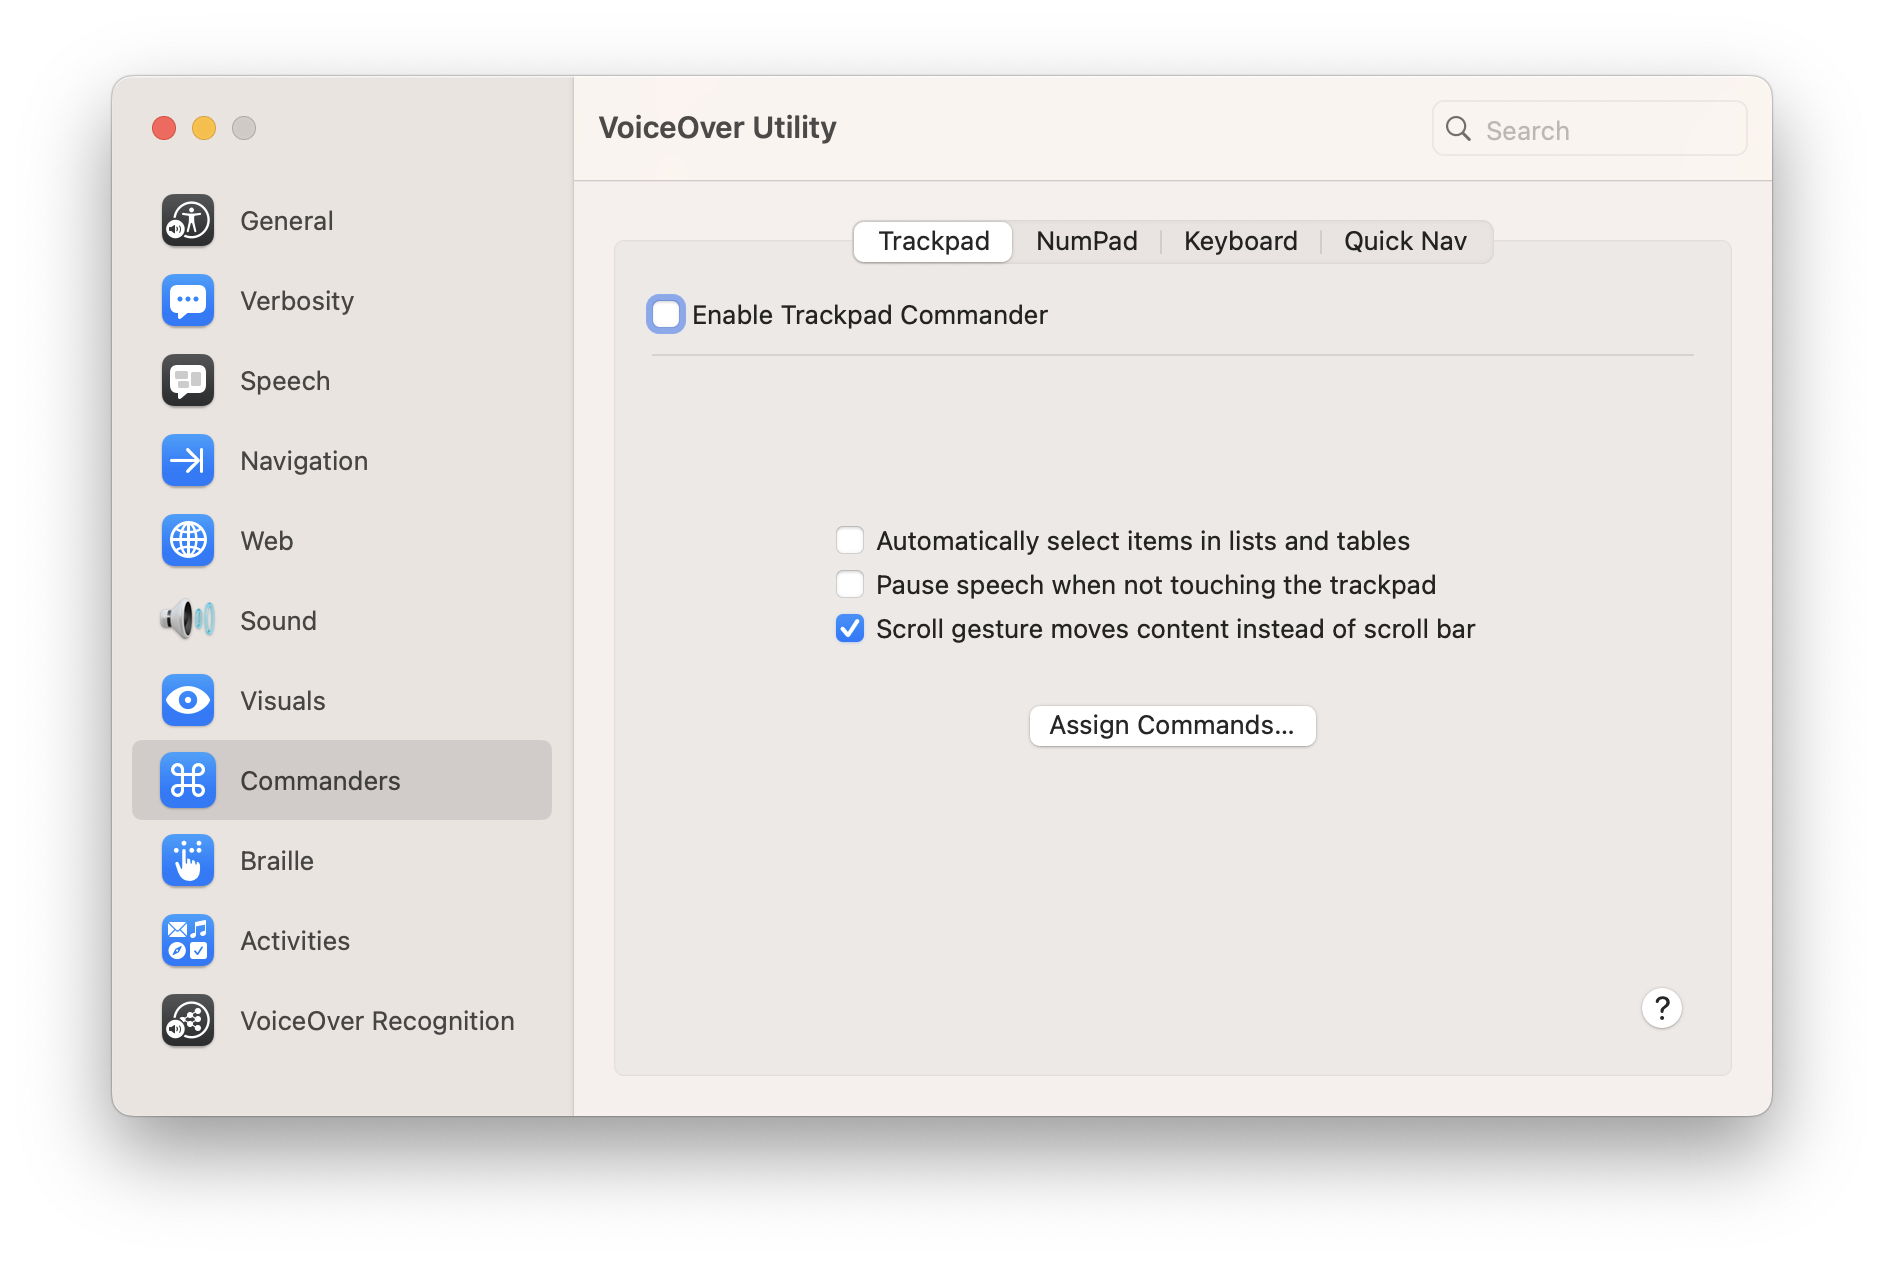 VoiceOver Utility
Search
General
Verbosity
Speech
Navigation
Web
Sound
Visuals
Commanders
Braille
Activities
VoiceOver Recognition
Trackpad NumPad Keyboard Quick Nav
Enable Trackpad Commander
Automatically select items in lists and tables
Pause speech when not touching the trackpad
Scroll gesture moves content instead of scroll bar
Assign Commands...
?